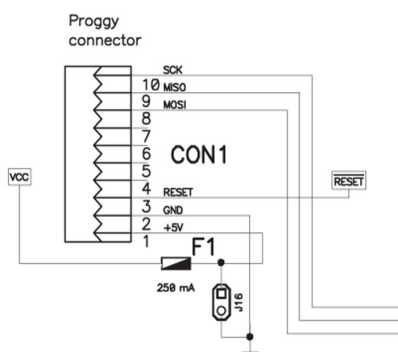 Proggy
connector
SCK
10 MISO
9 MOSI
8
7
6
CON1
5
4 RESET
RESET
VCC
3 GND
2 +5V
1
F1
250 mA
J16